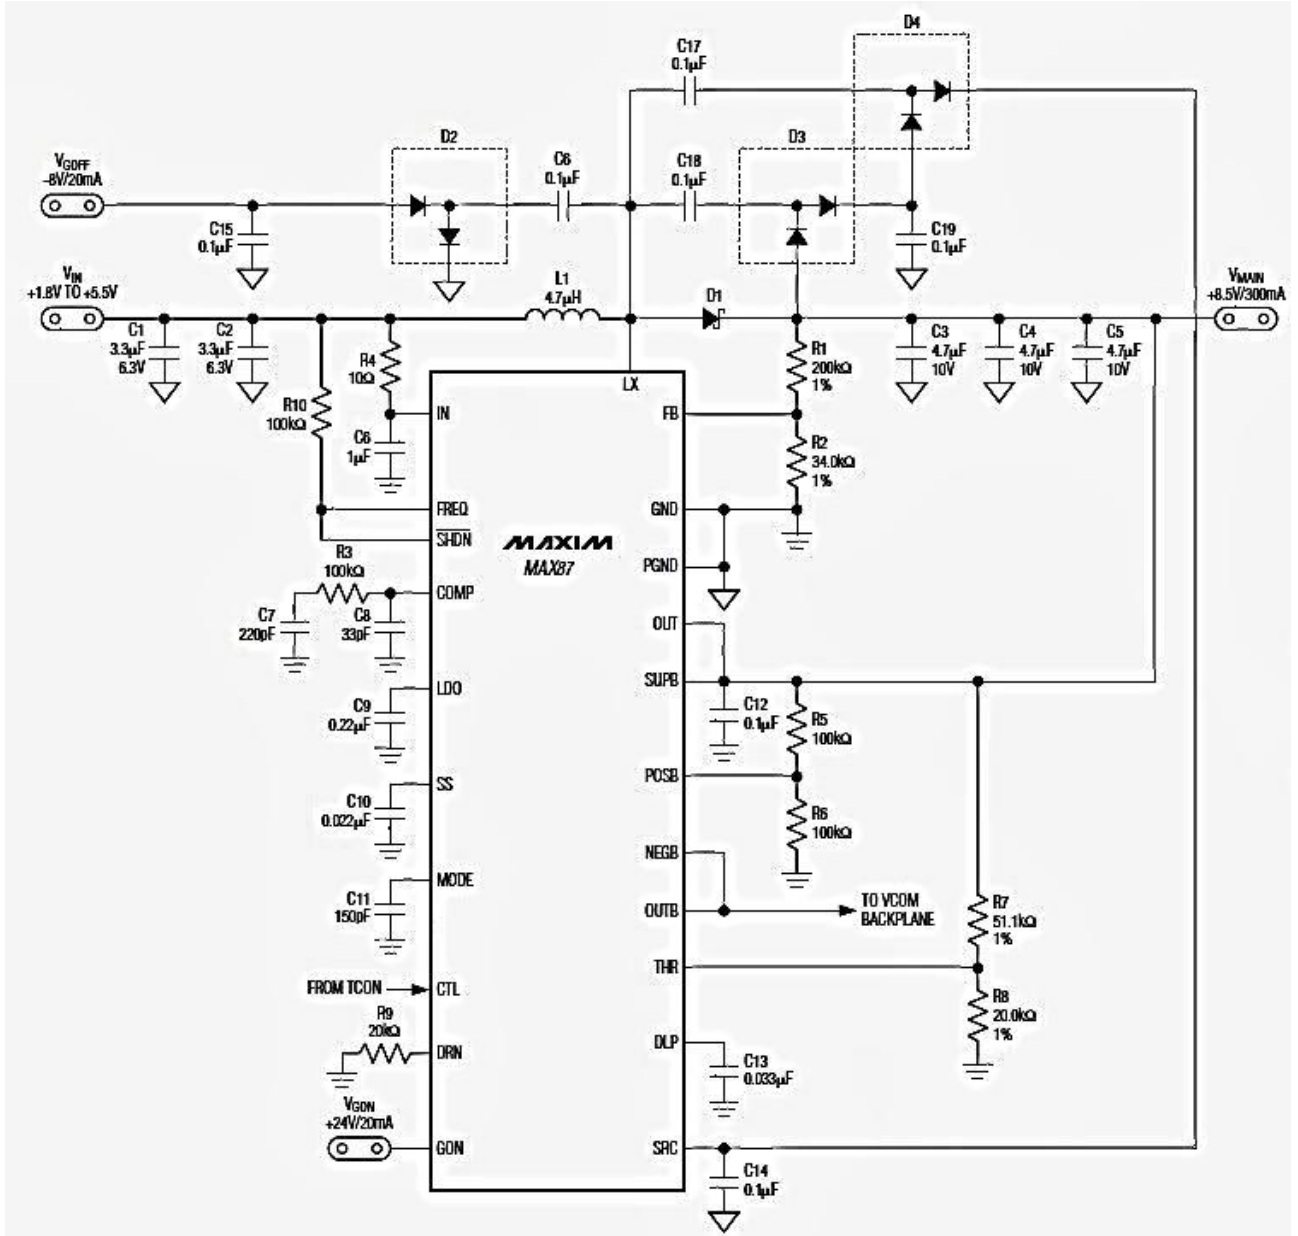 D4
C17
0.1µF
D2
D3
VGOFF
–8V/20mA
C6
0.1µF
C18
0.1µF
C15
0.1µF
C19
0.1µF
VIN
+1.8V TO +5.5V
L1
4.7µH
D1
VMAIN
+8.5V/300mA
C1
3.3µF
6.3V
C2
3.3µF
6.3V
R4
10Ω
R10
100kΩ
LX
R1
200kΩ
1%
C3
4.7µF
10V
C4
4.7µF
10V
C5
4.7µF
10V
IN
FB
C6
1µF
R2
34.0kΩ
1%
FREQ
GND
SHDN
MAXIM
MAX87
PGND
R3
100kΩ
COMP
C7
220pF
C8
33pF
OUT
LDO
SUPB
C9
0.22µF
C12
0.1µF
R5
100kΩ
SS
POSB
C10
0.022µF
R6
100kΩ
MODE
NEGB
C11
150pF
OUTB
TO VCOM
BACKPLANE
R7
51.1kΩ
1%
THR
FROM TCON
CTL
R8
20.0kΩ
1%
R9
20kΩ
DRN
DLP
C13
0.033µF
VGON
+24V/20mA
GON
SRC
C14
0.1µF